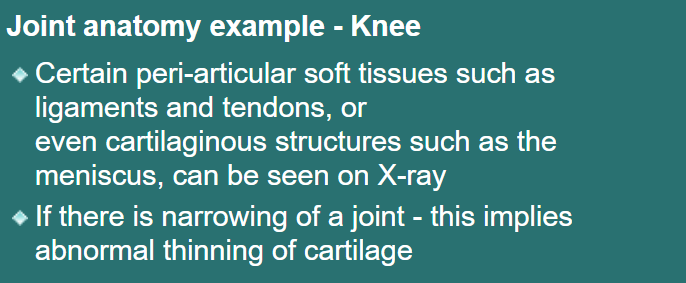 Joint anatomy example - Knee
Certain peri-articular soft tissues such as
ligaments and tendons, or
even cartilaginous structures such as the
meniscus, can be seen on X-ray
If there is narrowing of a joint - this implies
abnormal thinning of cartilage